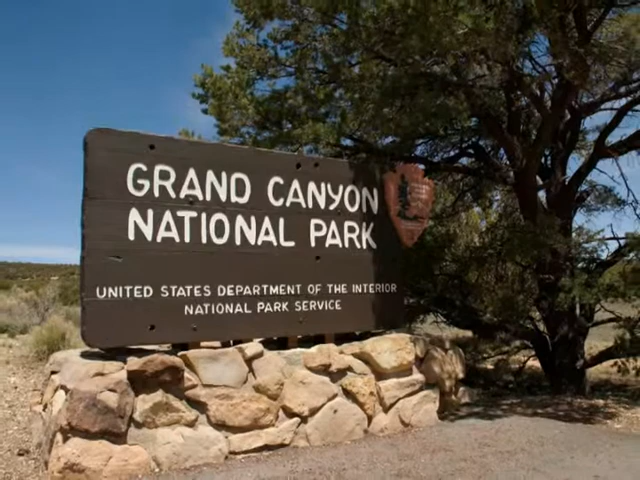 GRAND CANYON
NATIONAL PARK
UNITED STATES DEPARTMENT OF THE INTERIOR
NATIONAL PARK SERVICE